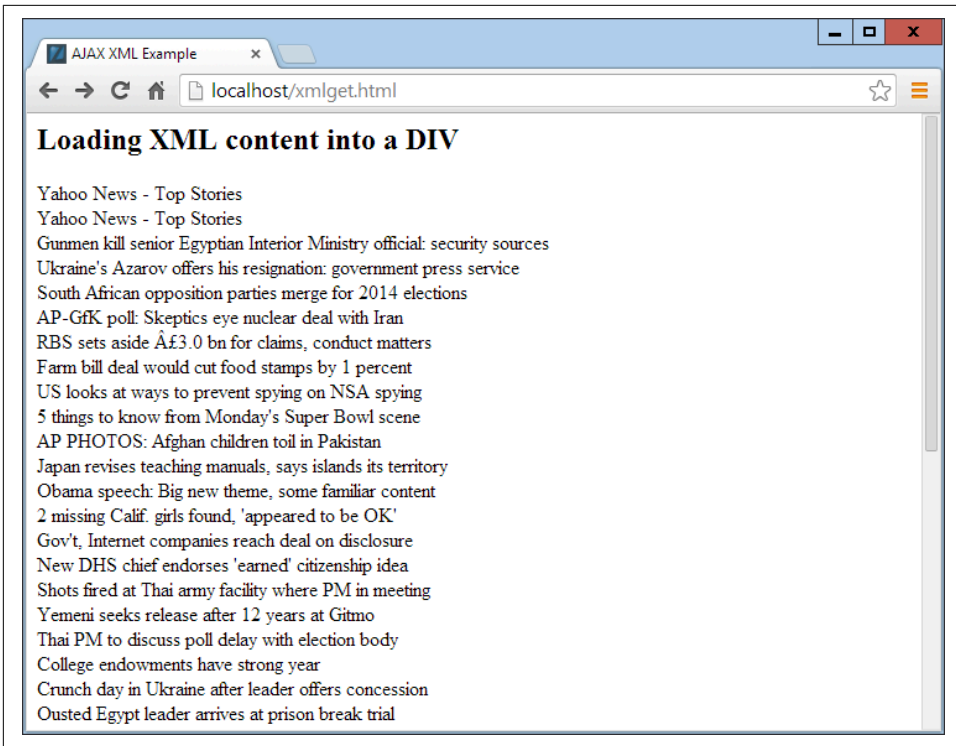 AJAX XML Example
localhost/xmlget.html
Loading XML content into a DIV
Yahoo News - Top Stories
Yahoo News - Top Stories
Gunmen kill senior Egyptian Interior Ministry official: security sources
Ukraine's Azarov offers his resignation: government press service
South African opposition parties merge for 2014 elections
AP-GfK poll: Skeptics eye nuclear deal with Iran
RBS sets aside Â£3.0 bn for claims, conduct matters
Farm bill deal would cut food stamps by 1 percent
US looks at ways to prevent spying on NSA spying
5 things to know from Monday's Super Bowl scene
AP PHOTOS: Afghan children toil in Pakistan
Japan revises teaching manuals, says islands its territory
Obama speech: Big new theme, some familiar content
2 missing Calif. girls found, 'appeared to be OK'
Gov't, Internet companies reach deal on disclosure
New DHS chief endorses 'earned' citizenship idea
Shots fired at Thai army facility where PM in meeting
Yemeni seeks release after 12 years at Gitmo
Thai PM to discuss poll delay with election body
College endowments have strong year
Crunch day in Ukraine after leader offers concession
Ousted Egypt leader arrives at prison break trial